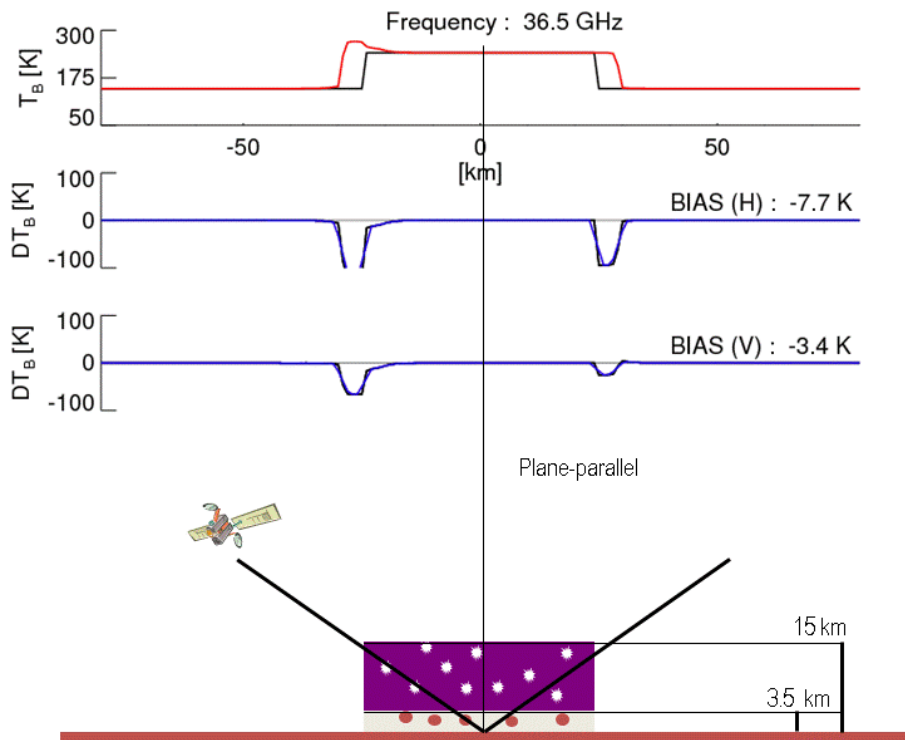 Frequency : 36.5 GHz
300
175
50
T_B [K]
-50 0 50
[km]
100
0
-100
DT_B [K]
BIAS (H) : -7.7 K
100
0
-100
DT_B [K]
BIAS (V) : -3.4 K
Plane-parallel
15 km
3.5 km